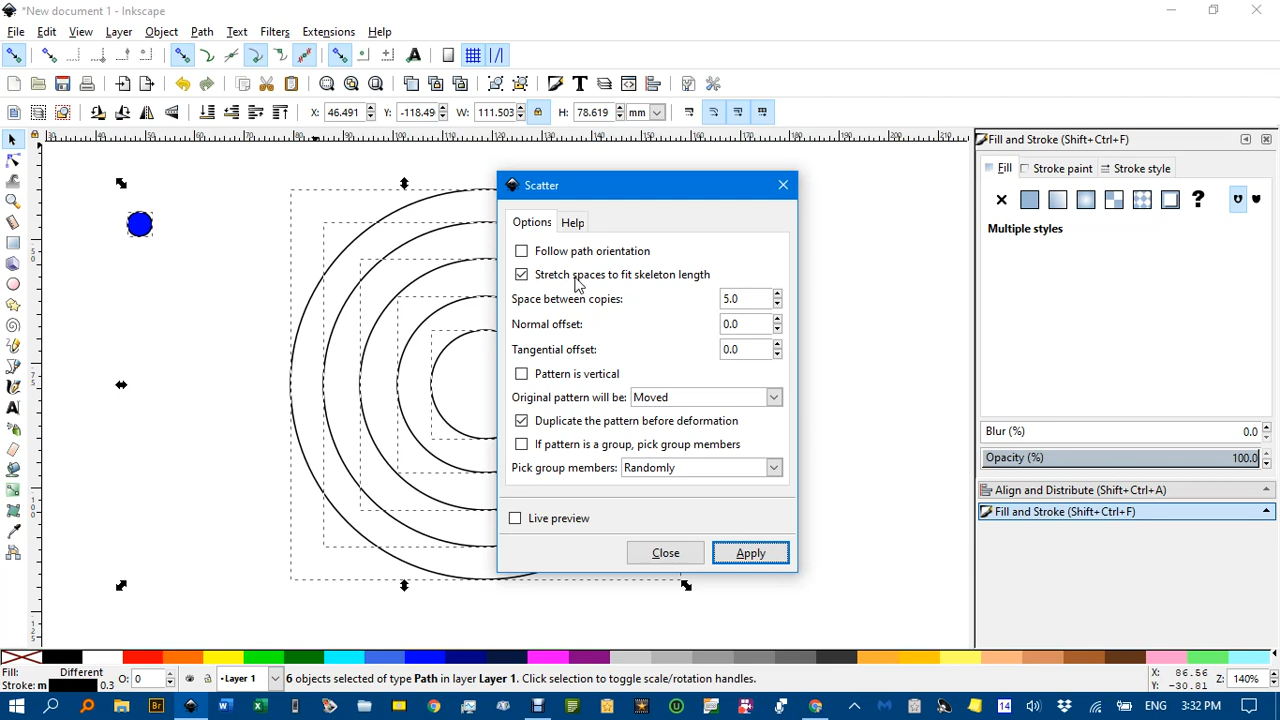 *New document 1 - Inkscape
File Edit View Layer Object Path Text Filters Extensions Help
X: 46.491 Y: -118.49 W: 111.503 H: 78.619 mm
Fill and Stroke (Shift+Ctrl+F)
Fill Stroke paint Stroke style
Multiple styles
Scatter
Options Help
Follow path orientation
Stretch spaces to fit skeleton length
Space between copies: 5.0
Normal offset: 0.0
Tangential offset: 0.0
Pattern is vertical
Original pattern will be: Moved
Duplicate the pattern before deformation
If pattern is a group, pick group members
Pick group members: Randomly
Live preview
Close Apply
Blur (%) 0.0
Opacity (%) 100.0
Align and Distribute (Shift+Ctrl+A)
Fill and Stroke (Shift+Ctrl+F)
Fill: Different
Stroke: m 0.3
O: 0
Layer 1
6 objects selected of type Path in layer Layer 1. Click selection to toggle scale/rotation handles.
X: 86.56
Y: -30.81
Z: 140%
ENG 3:32 PM